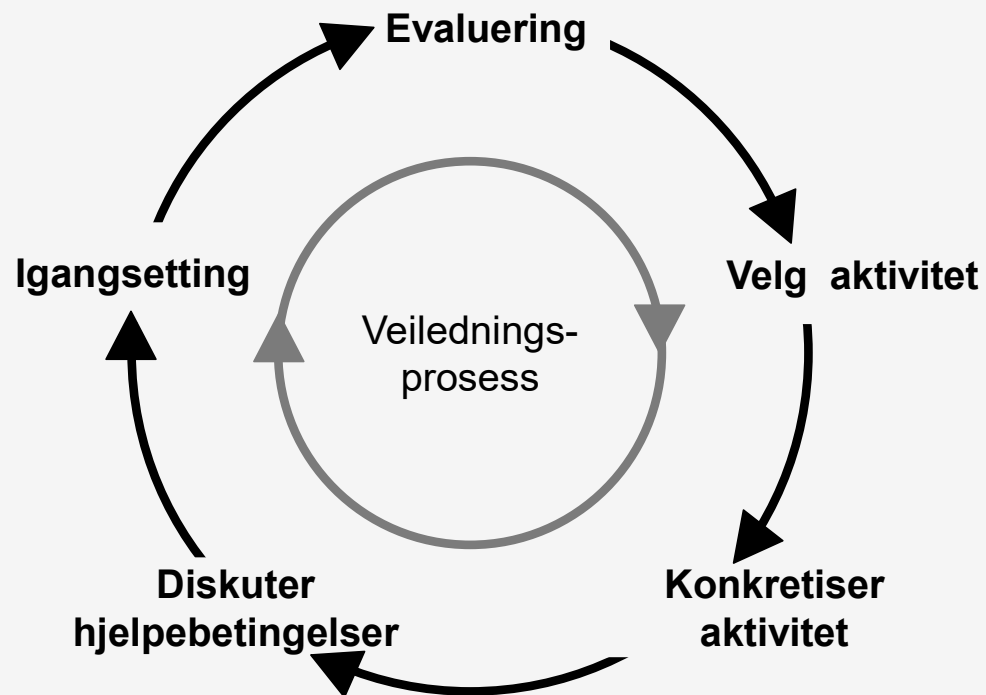 Evaluering
Velg aktivitet
Konkretiser
aktivitet
Diskuter
hjelpebetingelser
Igangsetting
Veilednings-
prosess